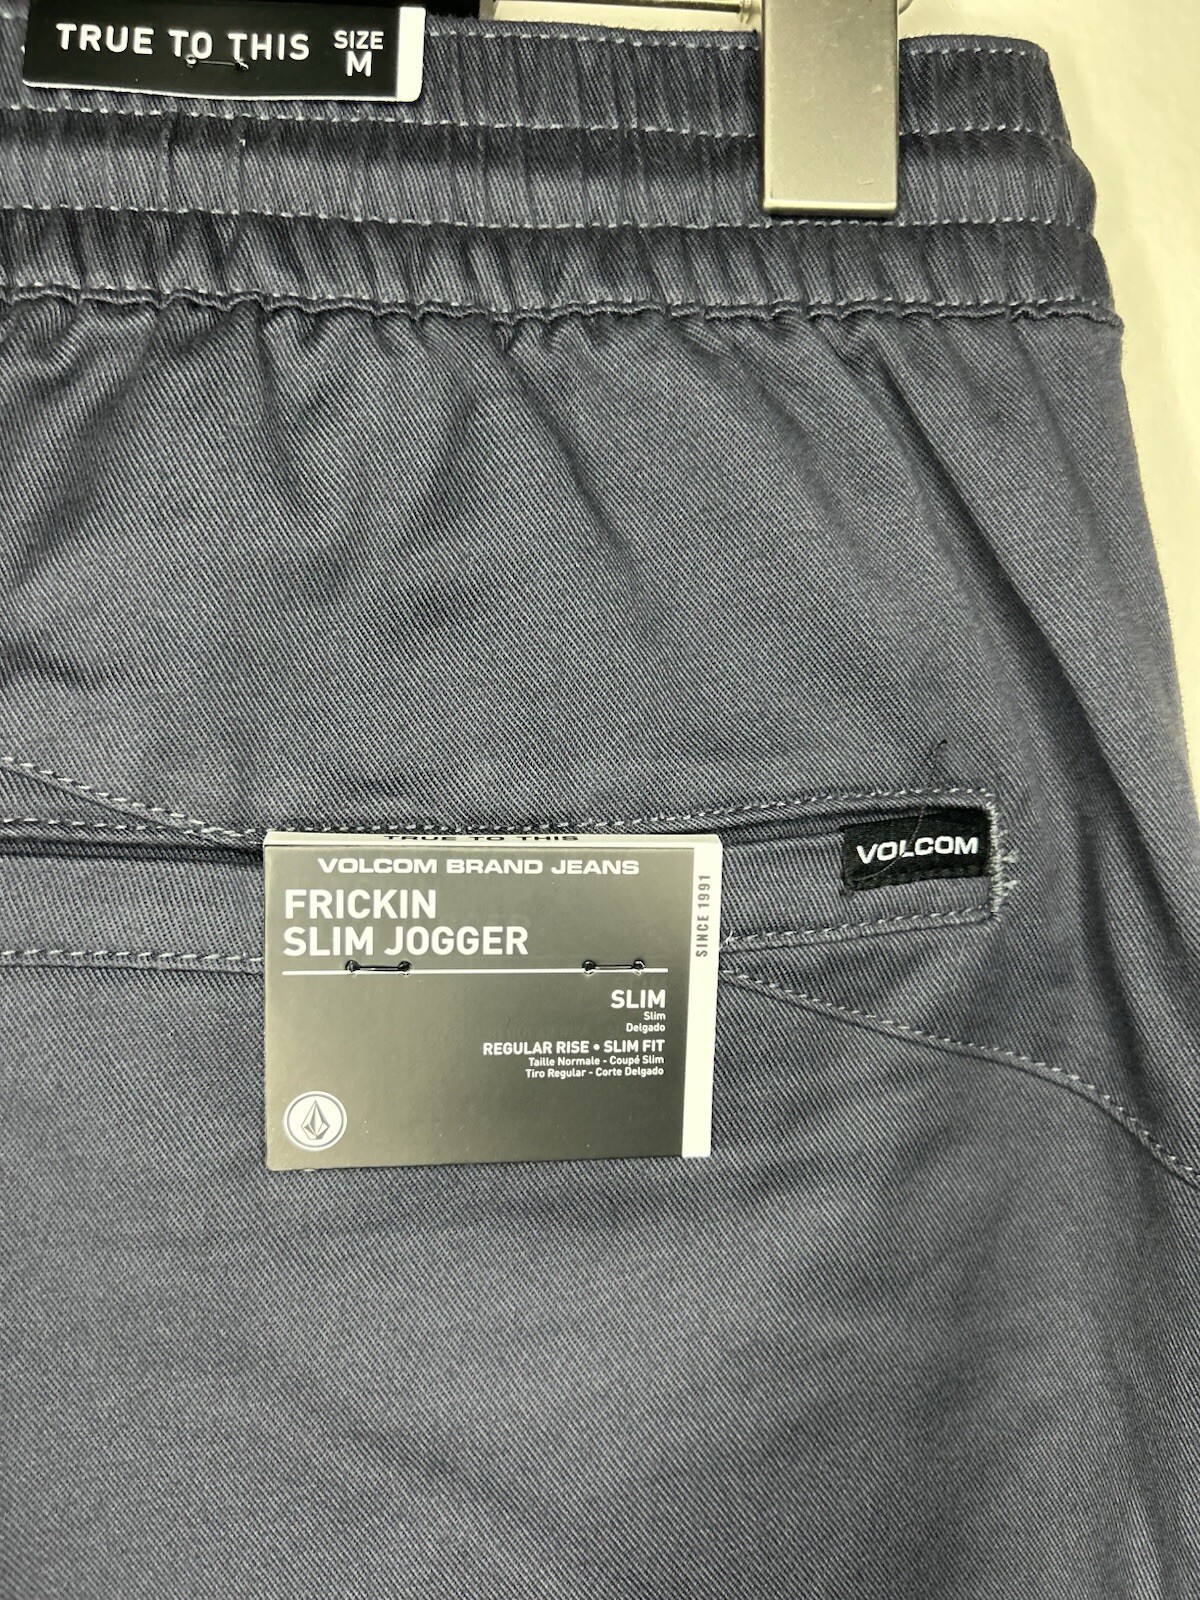 TRUE TO THIS
SIZE
M
TRUE TO THIS
VOLCOM BRAND JEANS
FRICKIN
SLIM JOGGER
SLIM
Slim
Delgado
REGULAR RISE • SLIM FIT
Taille Normale - Coupé Slim
Tiro Regular - Corte Delgado
SINCE 1991
VOLCOM